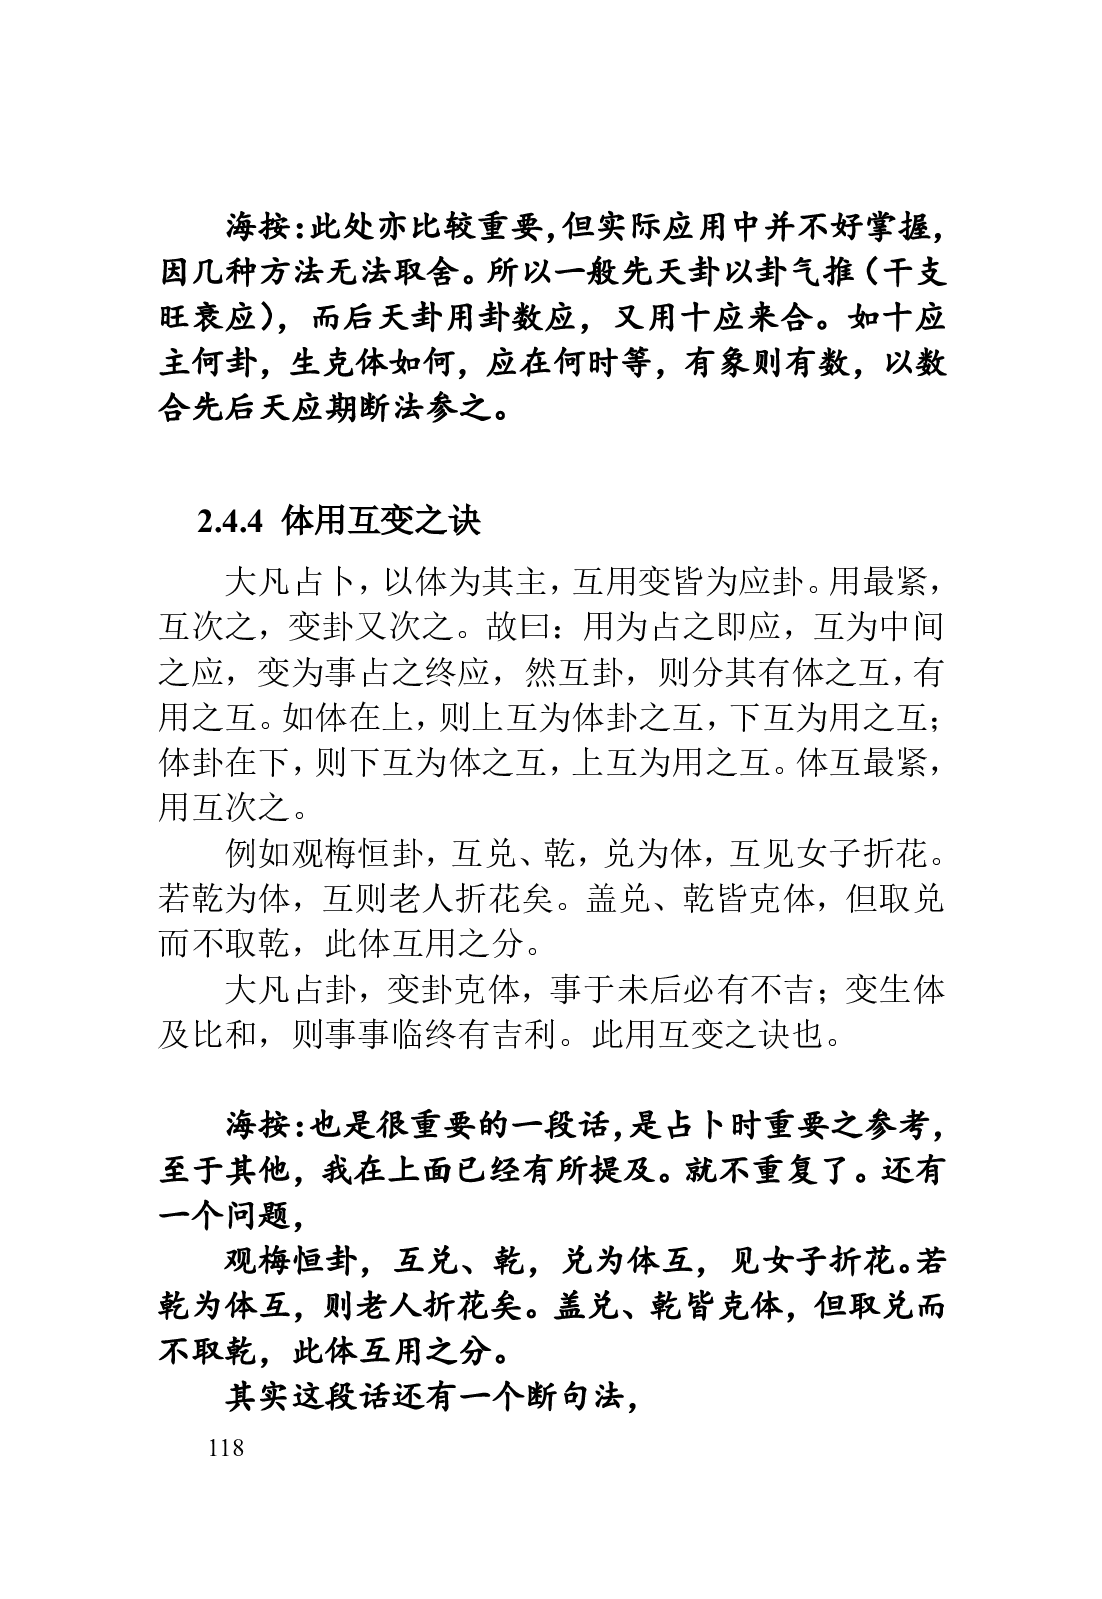 海按：此处亦比较重要，但实际应用中并不好掌握，
因几种方法无法取舍。所以一般先天卦以卦气推（干支
旺衰应），而后天卦用卦数应，又用十应来合。如十应
主何卦，生克体如何，应在何时等，有象则有数，以数
合先后天应期断法参之。
2.4.4 体用互变之诀
大凡占卜，以体为其主，互用变皆为应卦。用最紧，
互次之，变卦又次之。故曰：用为占之即应，互为中间
之应，变为事占之终应，然互卦，则分其有体之互，有
用之互。如体在上，则上互为体卦之互，下互为用之互；
体卦在下，则下互为体之互，上互为用之互。体互最紧，
用互次之。
例如观梅恒卦，互兑、乾，兑为体，互见女子折花。
若乾为体，互则老人折花矣。盖兑、乾皆克体，但取兑
而不取乾，此体互用之分。
大凡占卦，变卦克体，事于未后必有不吉；变生体
及比和，则事事临终有吉利。此用互变之诀也。
海按：也是很重要的一段话，是占卜时重要之参考，
至于其他，我在上面已经有所提及。就不重复了。还有
一个问题，
观梅恒卦，互兑、乾，兑为体互，见女子折花。若
乾为体互，则老人折花矣。盖兑、乾皆克体，但取兑而
不取乾，此体互用之分。
其实这段话还有一个断句法，
118